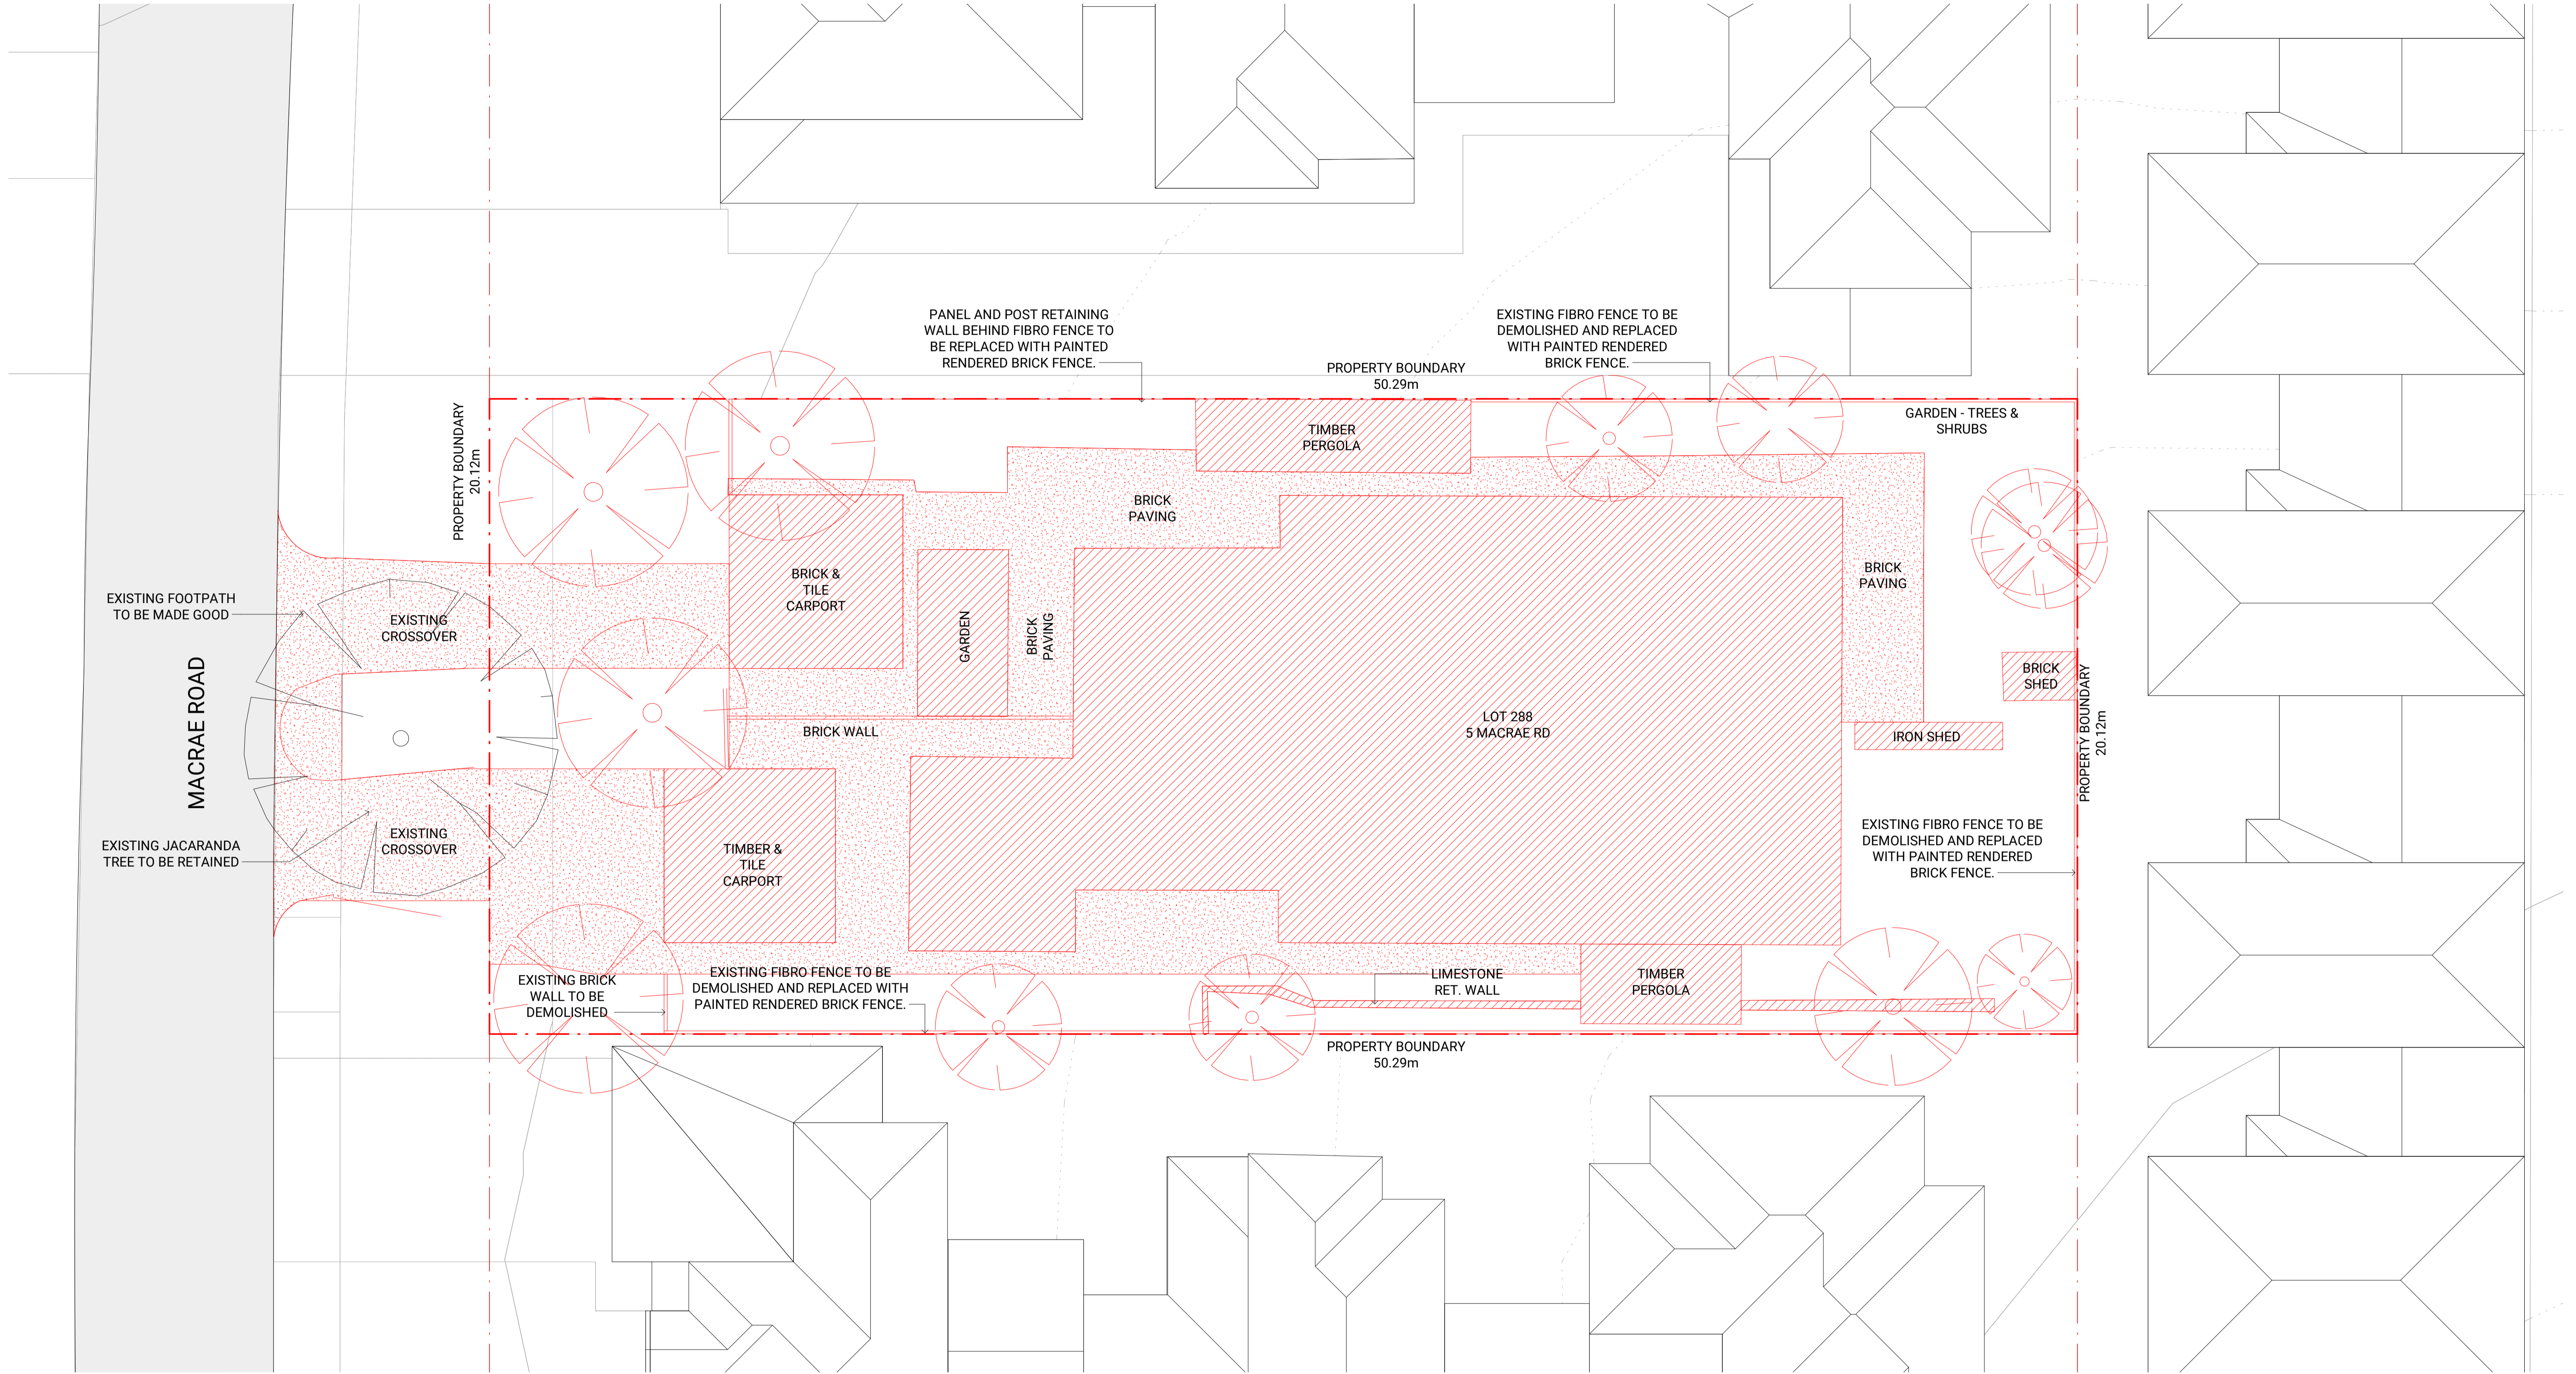 PANEL AND POST RETAINING
WALL BEHIND FIBRO FENCE TO
BE REPLACED WITH PAINTED
RENDERED BRICK FENCE.
EXISTING FIBRO FENCE TO BE
DEMOLISHED AND REPLACED
WITH PAINTED RENDERED
BRICK FENCE.
PROPERTY BOUNDARY
50.29m
PROPERTY BOUNDARY
20.12m
GARDEN - TREES &
SHRUBS
TIMBER
PERGOLA
BRICK
PAVING
BRICK &
TILE
CARPORT
GARDEN
BRICK
PAVING
BRICK
PAVING
EXISTING FOOTPATH
TO BE MADE GOOD
EXISTING
CROSSOVER
MACRAE ROAD
BRICK
SHED
BRICK WALL
LOT 288
5 MACRAE RD
IRON SHED
PROPERTY BOUNDARY
20.12m
EXISTING JACARANDA
TREE TO BE RETAINED
EXISTING
CROSSOVER
TIMBER &
TILE
CARPORT
EXISTING FIBRO FENCE TO BE
DEMOLISHED AND REPLACED
WITH PAINTED RENDERED
BRICK FENCE.
EXISTING BRICK
WALL TO BE
DEMOLISHED
EXISTING FIBRO FENCE TO BE
DEMOLISHED AND REPLACED WITH
PAINTED RENDERED BRICK FENCE.
LIMESTONE
RET. WALL
TIMBER
PERGOLA
PROPERTY BOUNDARY
50.29m